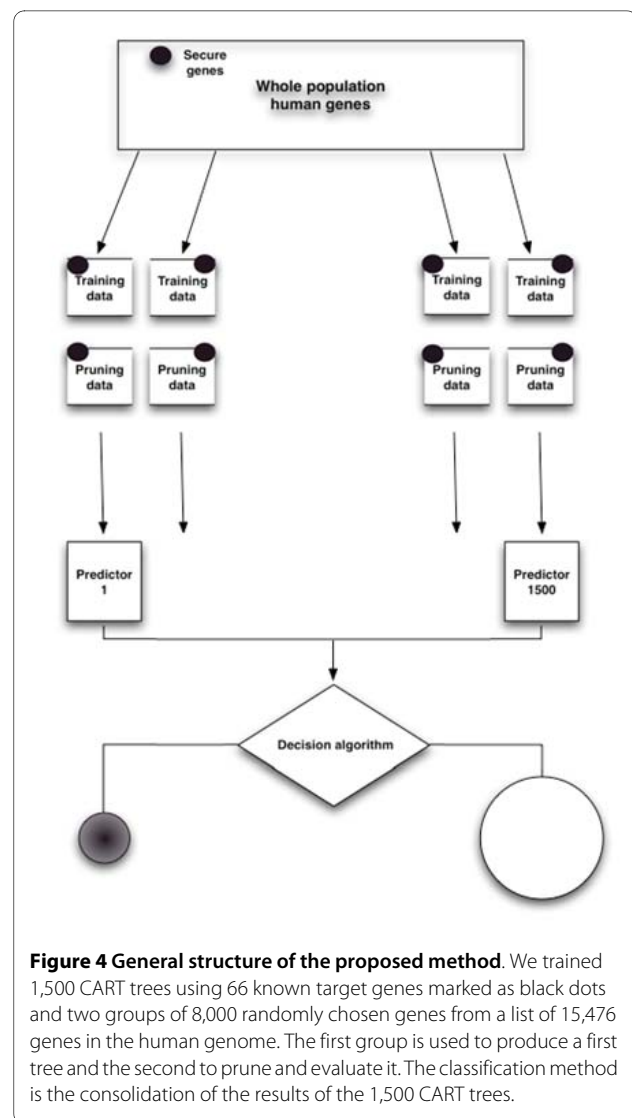 Secure
genes
Whole population
human genes
Training
data
Training
data
Training
data
Training
data
Pruning
data
Pruning
data
Pruning
data
Pruning
data
Predictor
1
Predictor
1500
Decision algorithm
Figure 4 General structure of the proposed method. We trained
1,500 CART trees using 66 known target genes marked as black dots
and two groups of 8,000 randomly chosen genes from a list of 15,476
genes in the human genome. The first group is used to produce a first
tree and the second to prune and evaluate it. The classification method
is the consolidation of the results of the 1,500 CART trees.